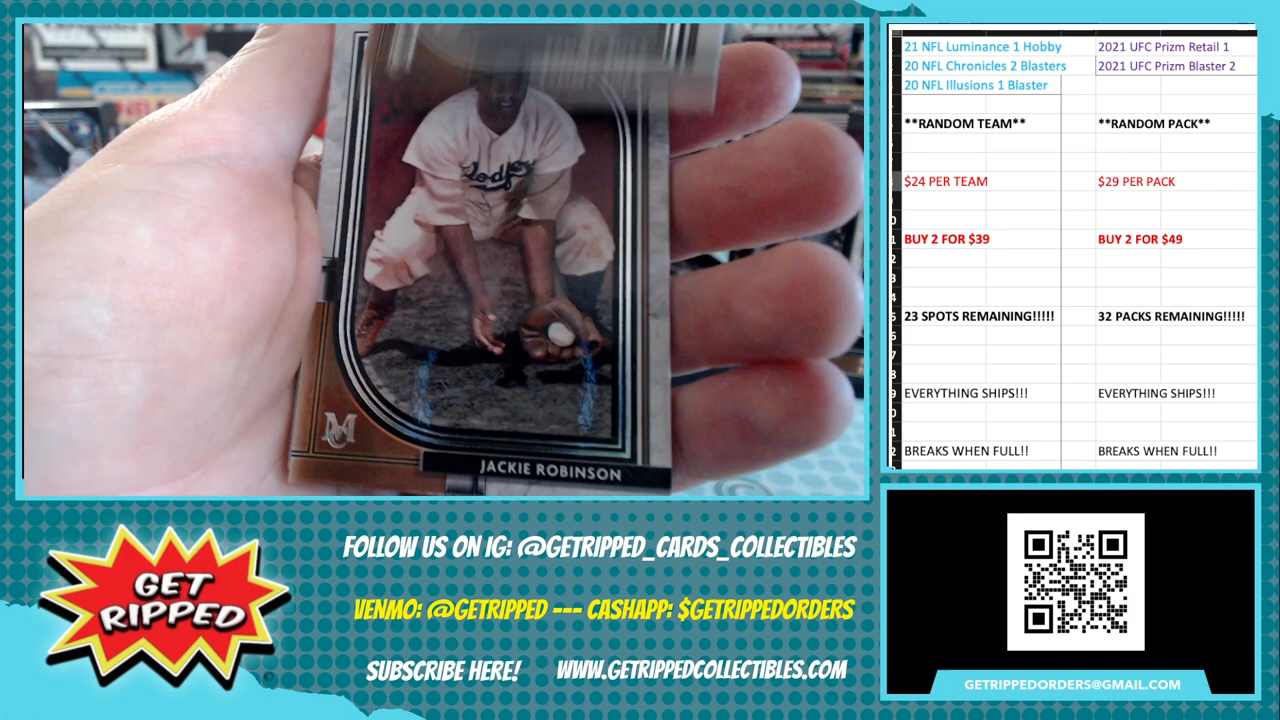 Dodgers
M
JACKIE ROBINSON
21 NFL Luminance 1 Hobby
2021 UFC Prizm Retail 1
20 NFL Chronicles 2 Blasters
2021 UFC Prizm Blaster 2
20 NFL Illusions 1 Blaster
**RANDOM TEAM**
**RANDOM PACK**
$24 PER TEAM
$29 PER PACK
BUY 2 FOR $39
BUY 2 FOR $49
23 SPOTS REMAINING!!!!!
32 PACKS REMAINING!!!!!
EVERYTHING SHIPS!!!
EVERYTHING SHIPS!!!
BREAKS WHEN FULL!!
BREAKS WHEN FULL!!
GET
RIPPED
FOLLOW US ON IG: @GETRIPPED_CARDS_COLLECTIBLES
VENMO: @GETRIPPED --- CASHAPP: $GETRIPPEDORDERS
SUBSCRIBE HERE!
WWW.GETRIPPEDCOLLECTIBLES.COM
GETRIPPEDORDERS@GMAIL.COM